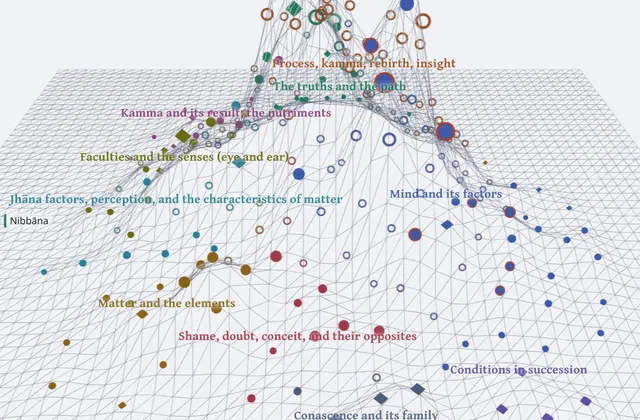 Process, kamma, rebirth, insight
The truths and the path
Kamma and its result, the nutriments
Faculties and the senses (eye and ear)
Mind and its factors
Jhāna factors, perception, and the characteristics of matter
Nibbāna
Matter and the elements
Shame, doubt, conceit, and their opposites
Conditions in succession
Conascence and its family